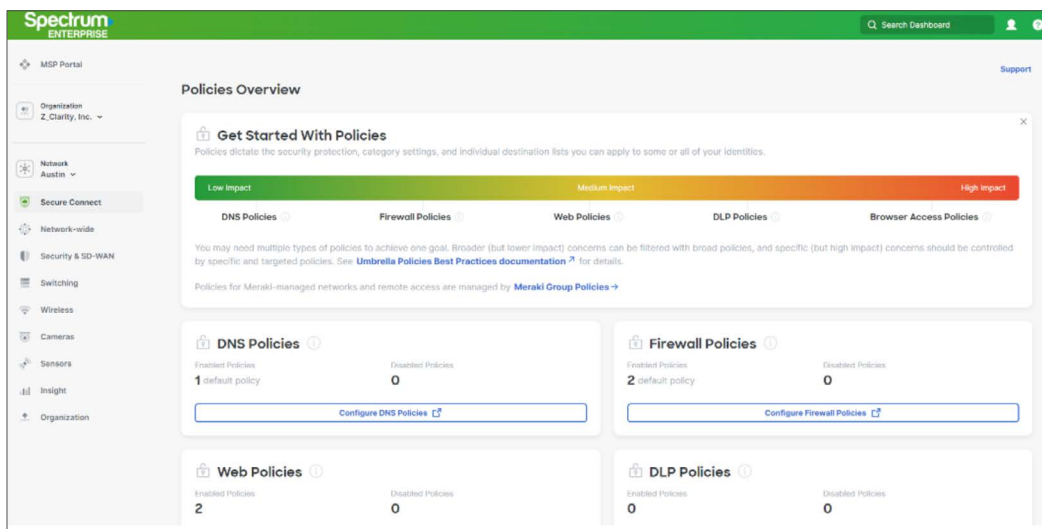 Spectrum
ENTERPRISE
Search Dashboard
MSP Portal
Support
Policies Overview
Organization
Z_Clarity, Inc.
Get Started With Policies
Policies dictate the security protection, category settings, and individual destination lists you can apply to some or all of your identities.
Network
Austin
Low impact Medium impact High impact
Secure Connect
DNS Policies Firewall Policies Web Policies DLP Policies Browser Access Policies
Network-wide
You may need multiple types of policies to achieve one goal. Broader (but lower impact) concerns can be filtered with broad policies, and specific (but high impact) concerns should be controlled
by specific and targeted policies. See Umbrella Policies Best Practices documentation for details.
Security & SD-WAN
Switching
Policies for Meraki-managed networks and remote access are managed by Meraki Group Policies →
Wireless
Cameras
Sensors
Insight
Organization
DNS Policies
Enabled Policies Disabled Policies
1 default policy 0
Configure DNS Policies
Firewall Policies
Enabled Policies Disabled Policies
2 default policy 0
Configure Firewall Policies
Web Policies
Enabled Policies Disabled Policies
2 0
DLP Policies
Enabled Policies Disabled Policies
0 0